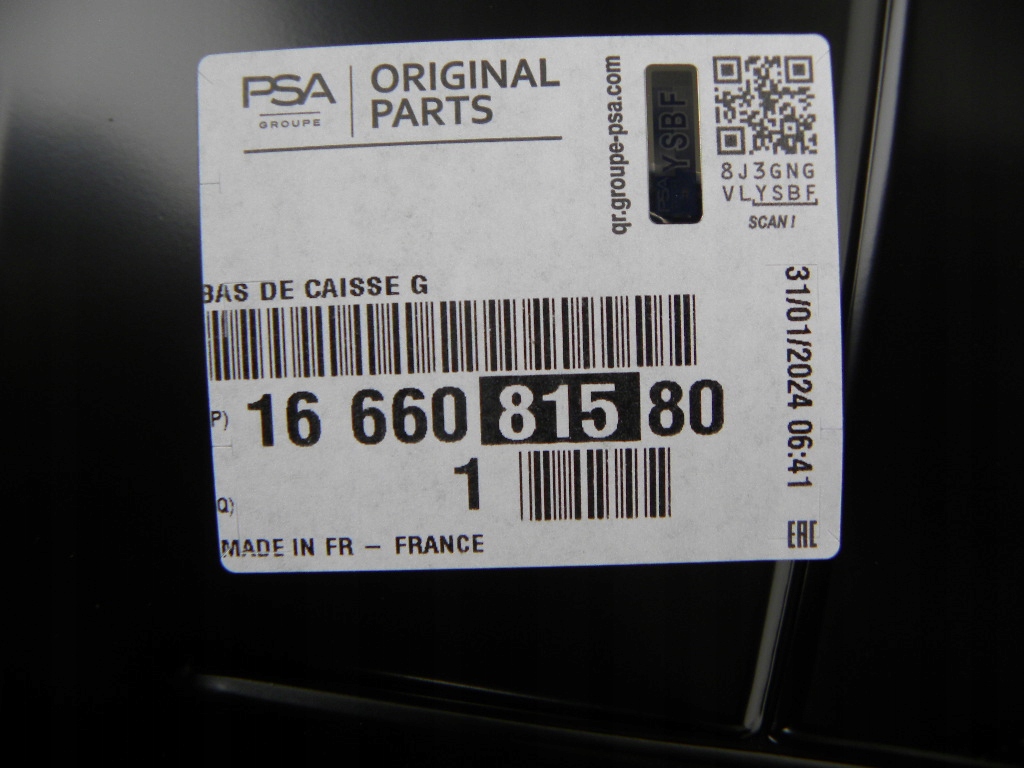 PSA
GROUPE
ORIGINAL
PARTS
qr.groupe-psa.com
YSBF
8J3GNG
VLYSBF
SCAN !
BAS DE CAISSE G
P) 16 660 815 80
Q) 1
MADE IN FR – FRANCE
31/01/2024 06:41
EAC